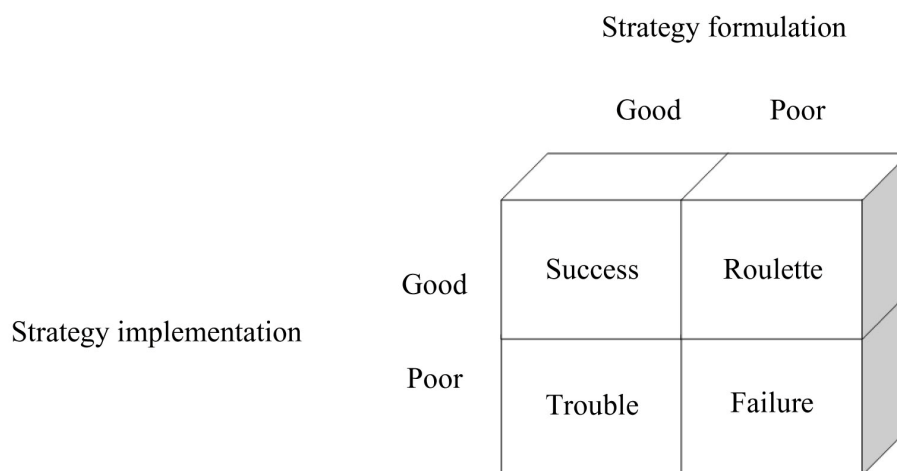 Strategy formulation
Good Poor
Success Roulette
Good
Strategy implementation
Poor
Trouble Failure